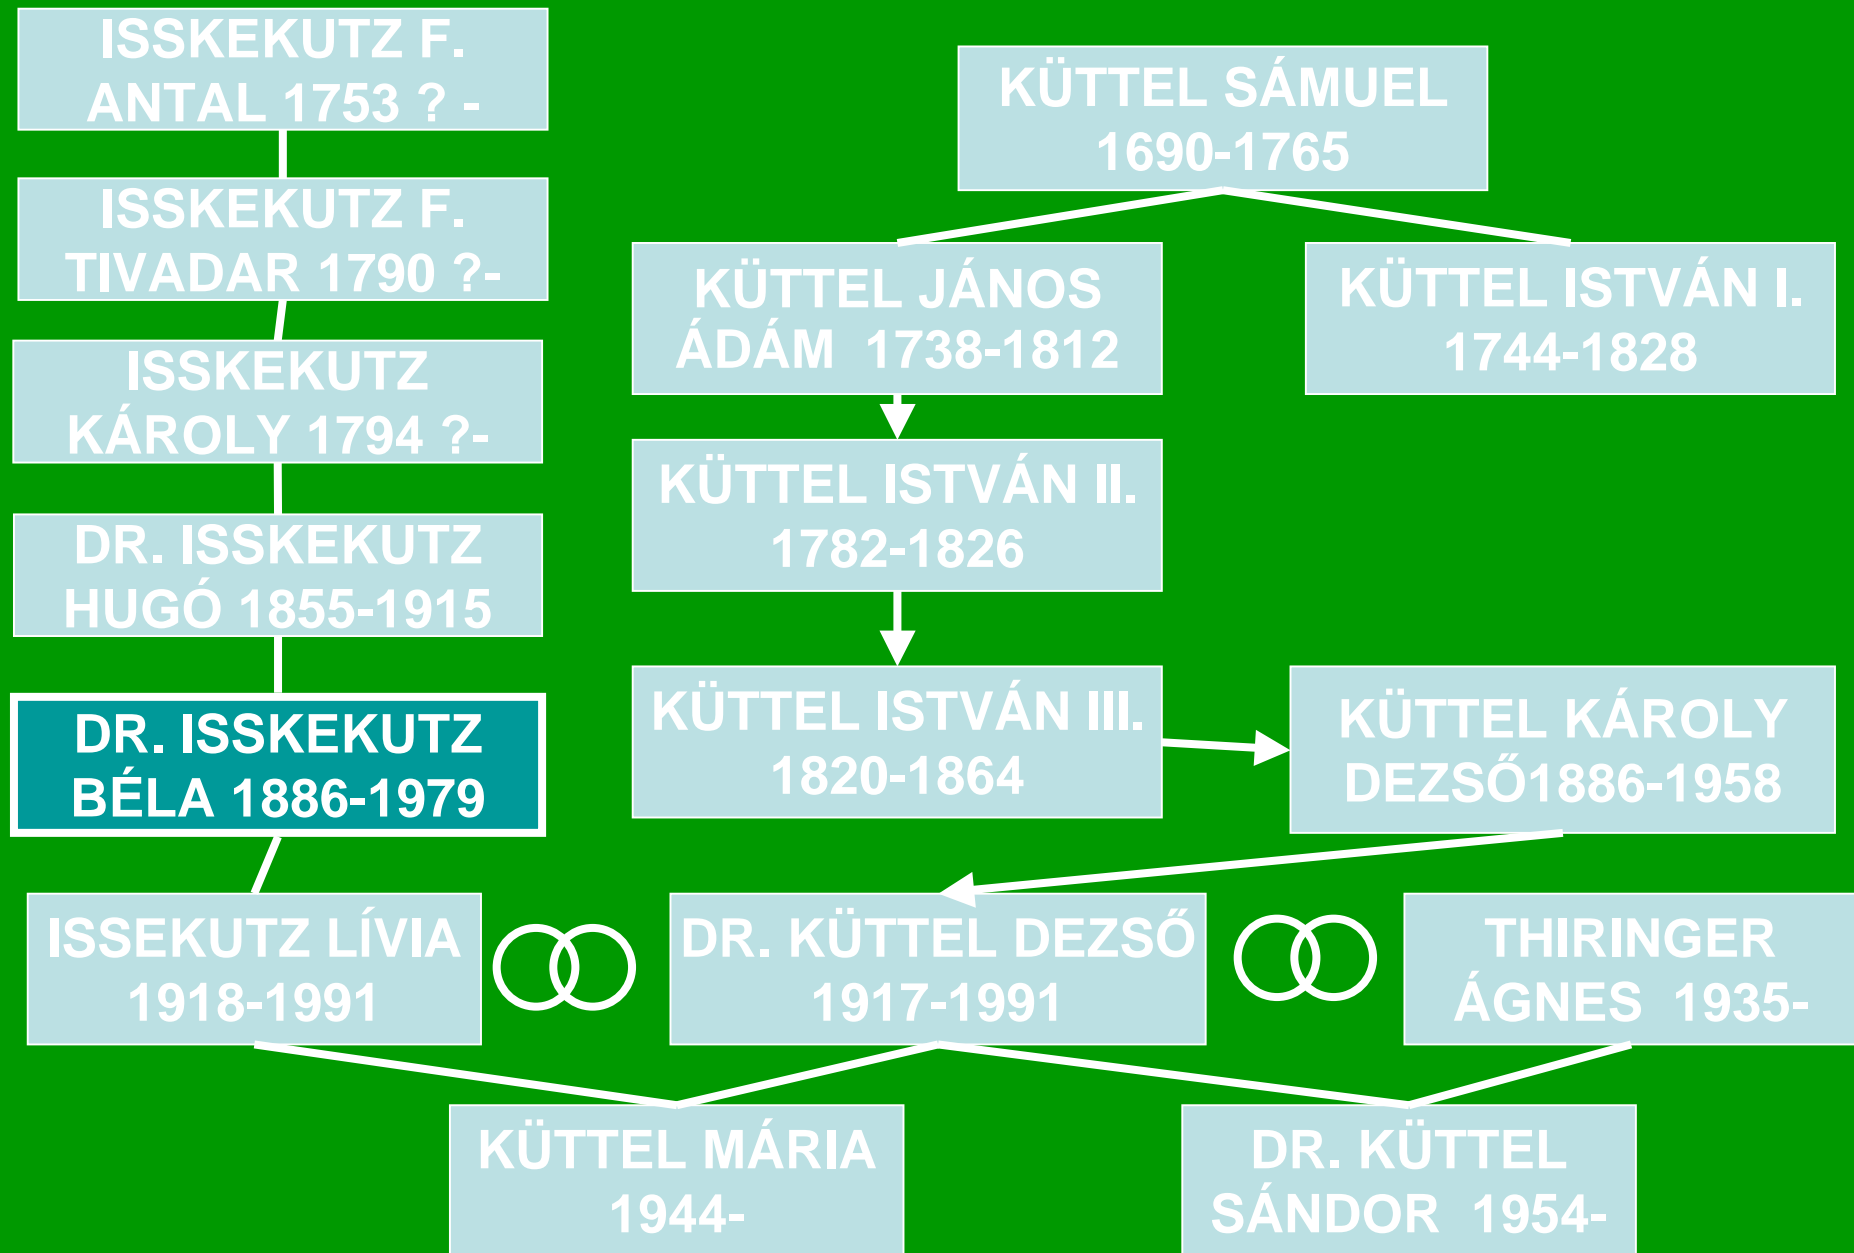 ISSKEKUTZ F.
ANTAL 1753 ? -
KÜTTEL SÁMUEL
1690-1765
ISSKEKUTZ F.
TIVADAR 1790 ?-
KÜTTEL JÁNOS
ÁDÁM  1738-1812
KÜTTEL ISTVÁN I.
1744-1828
ISSKEKUTZ
KÁROLY 1794 ?-
KÜTTEL ISTVÁN II.
1782-1826
DR. ISSKEKUTZ
HUGÓ 1855-1915
DR. ISSKEKUTZ
BÉLA 1886-1979
KÜTTEL ISTVÁN III.
1820-1864
KÜTTEL KÁROLY
DEZSŐ1886-1958
ISSEKUTZ LÍVIA
1918-1991
DR. KÜTTEL DEZSŐ
1917-1991
THIRINGER
ÁGNES  1935-
KÜTTEL MÁRIA
1944-
DR. KÜTTEL
SÁNDOR  1954-